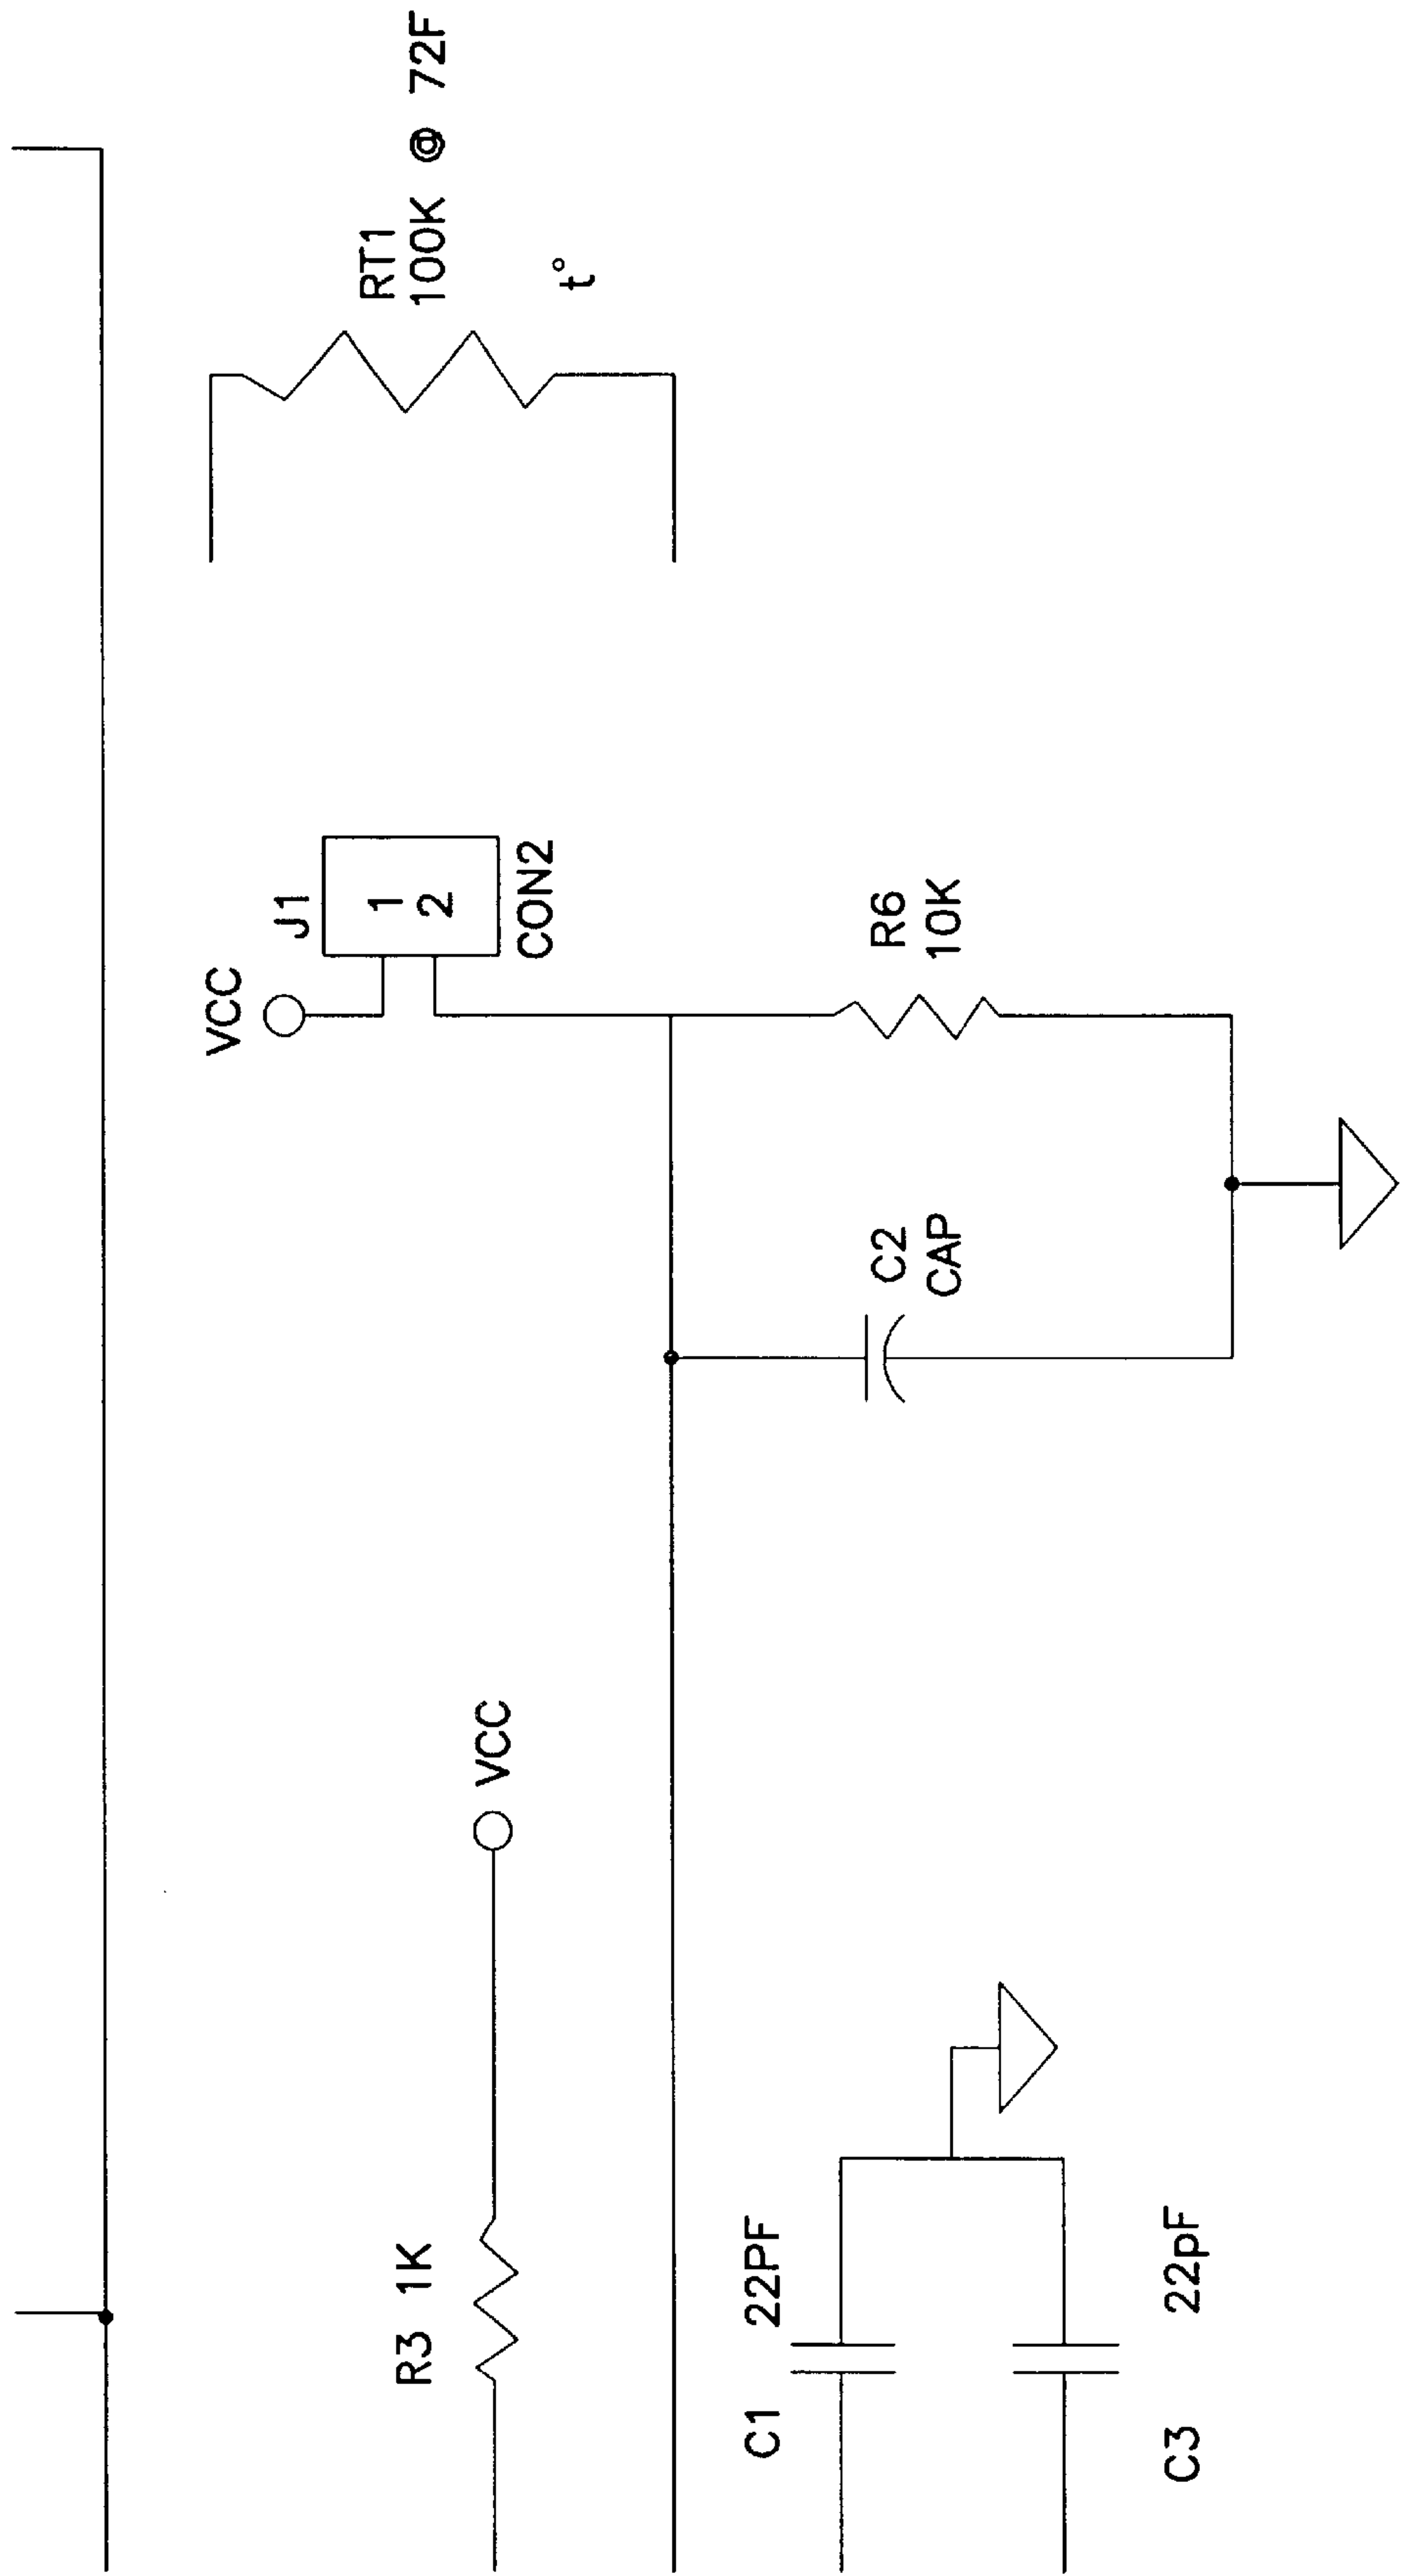 RT1
100K @ 72F
t°
VCC
J1
1
2
CON2
R6
10K
C2
CAP
VCC
R3 1K
C1 22PF
C3 22pF